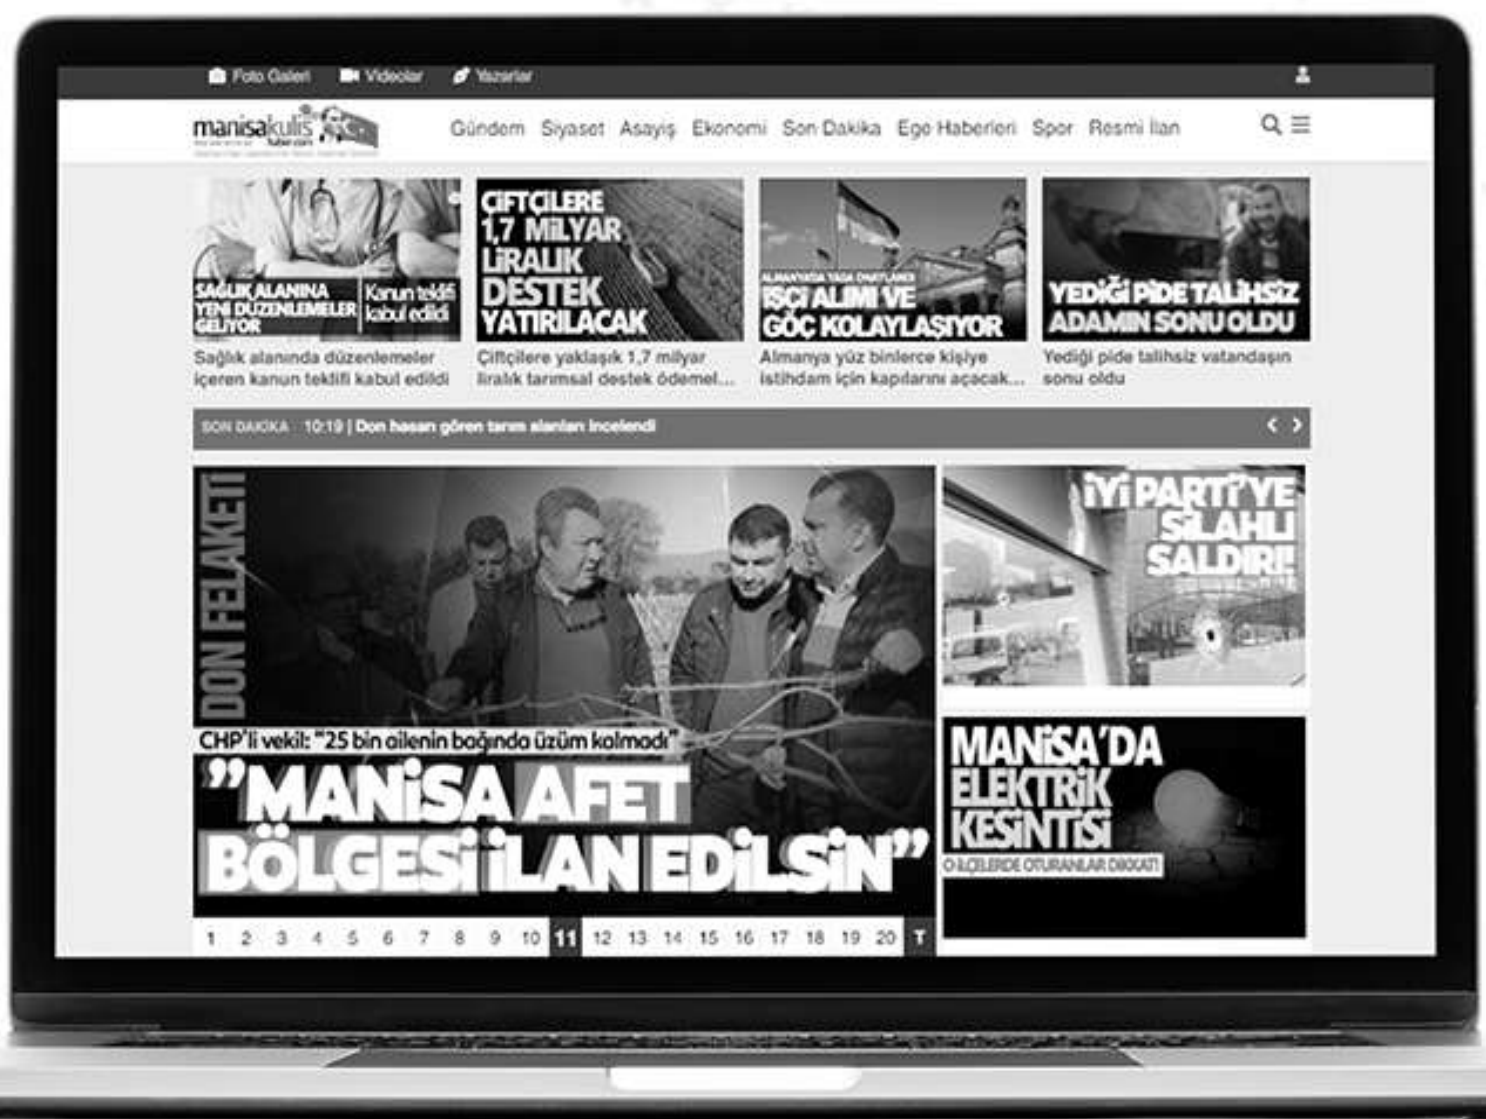 Foto Galeri Videolar Yazarlar
manisakulis
haber.com
Gündem Siyaset Asayiş Ekonomi Son Dakika Ege Haberleri Spor Resmi İlan
SAĞLIK ALANINA
YENİ DÜZENLEMELER
GELİYOR
Kanun teklifi
kabul edildi
ÇİFTÇİLERE
1,7 MİLYAR
LİRALIK
DESTEK
YATIRILACAK
ALMANYA'DA YASA ONAYLANDI
İŞÇİ ALIMI VE
GÖÇ KOLAYLAŞIYOR
YEDİĞİ PİDE TALİHSİZ
ADAMIN SONU OLDU
Sağlık alanında düzenlemeler
içeren kanun teklifi kabul edildi
Çiftçilere yaklaşık 1,7 milyar
liralık tarımsal destek ödemel...
Almanya yüz binlerce kişiye
istihdam için kapılarını açacak...
Yediği pide talihsiz vatandaşın
sonu oldu
SON DAKİKA 10:19 | Don hasarı gören tarım alanları incelendi
DON FELAKETİ
CHP'li vekil: "25 bin ailenin bağında üzüm kalmadı"
"MANİSA AFET
BÖLGESİ İLAN EDİLSİN"
1 2 3 4 5 6 7 8 9 10 11 12 13 14 15 16 17 18 19 20 T
İYİ PARTİ'YE
SİLAHLI
SALDIRI!
MANİSA'DA
ELEKTRİK
KESİNTİSİ
O İLÇELERDE OTURANLAR DİKKAT!